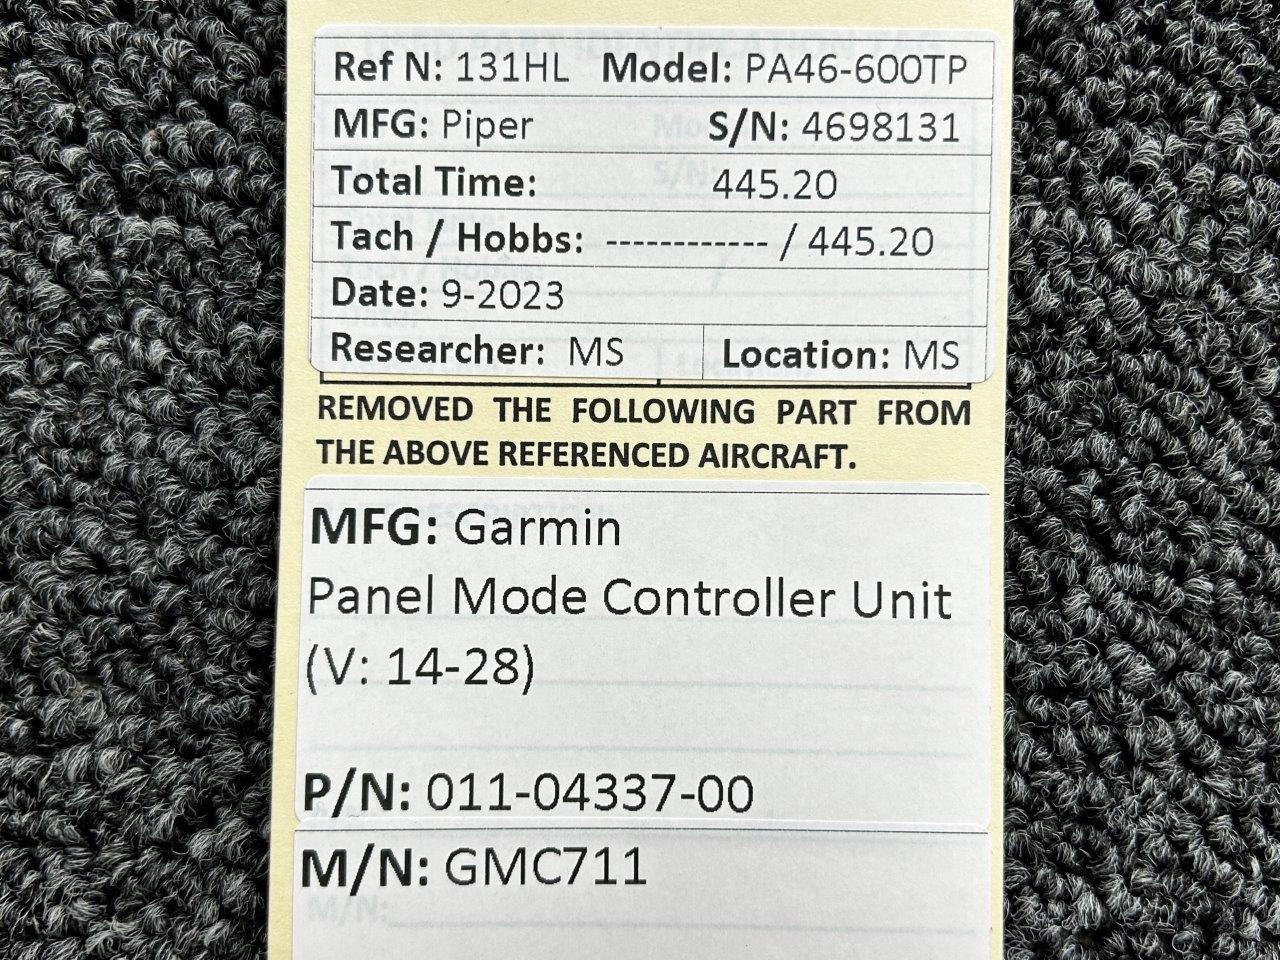 Ref N: 131HL Model: PA46-600TP
MFG: Piper S/N: 4698131
Total Time: 445.20
Tach / Hobbs: ------------ / 445.20
Date: 9-2023
Researcher: MS Location: MS
REMOVED THE FOLLOWING PART FROM
THE ABOVE REFERENCED AIRCRAFT.
MFG: Garmin
Panel Mode Controller Unit
(V: 14-28)
P/N: 011-04337-00
M/N: GMC711
M/N: